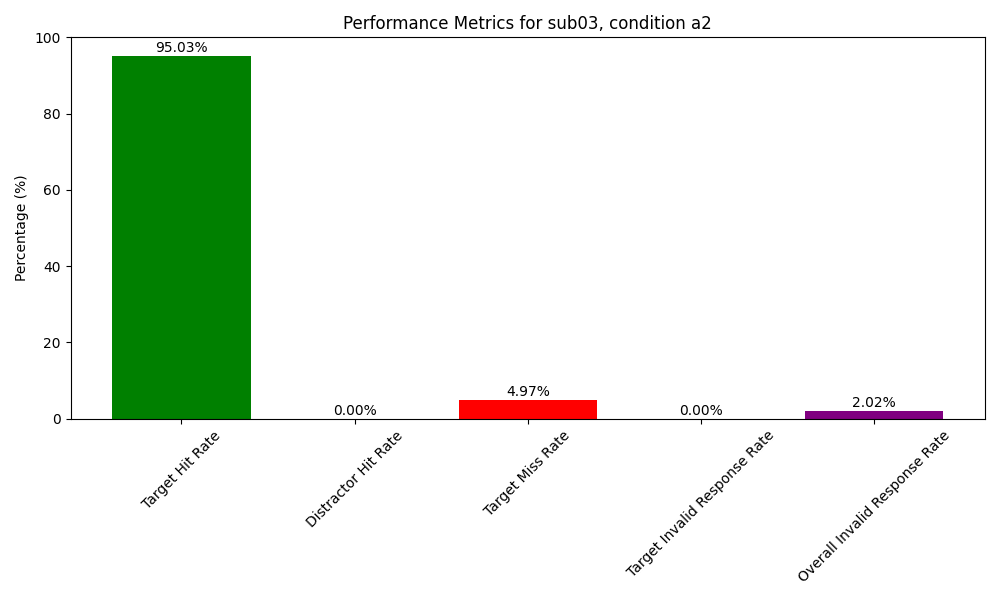 Performance Metrics for sub03, condition a2
Percentage (%)
100
80
60
40
20
0
95.03%
0.00%
4.97%
0.00%
2.02%
Target Hit Rate
Distractor Hit Rate
Target Miss Rate
Target Invalid Response Rate
Overall Invalid Response Rate